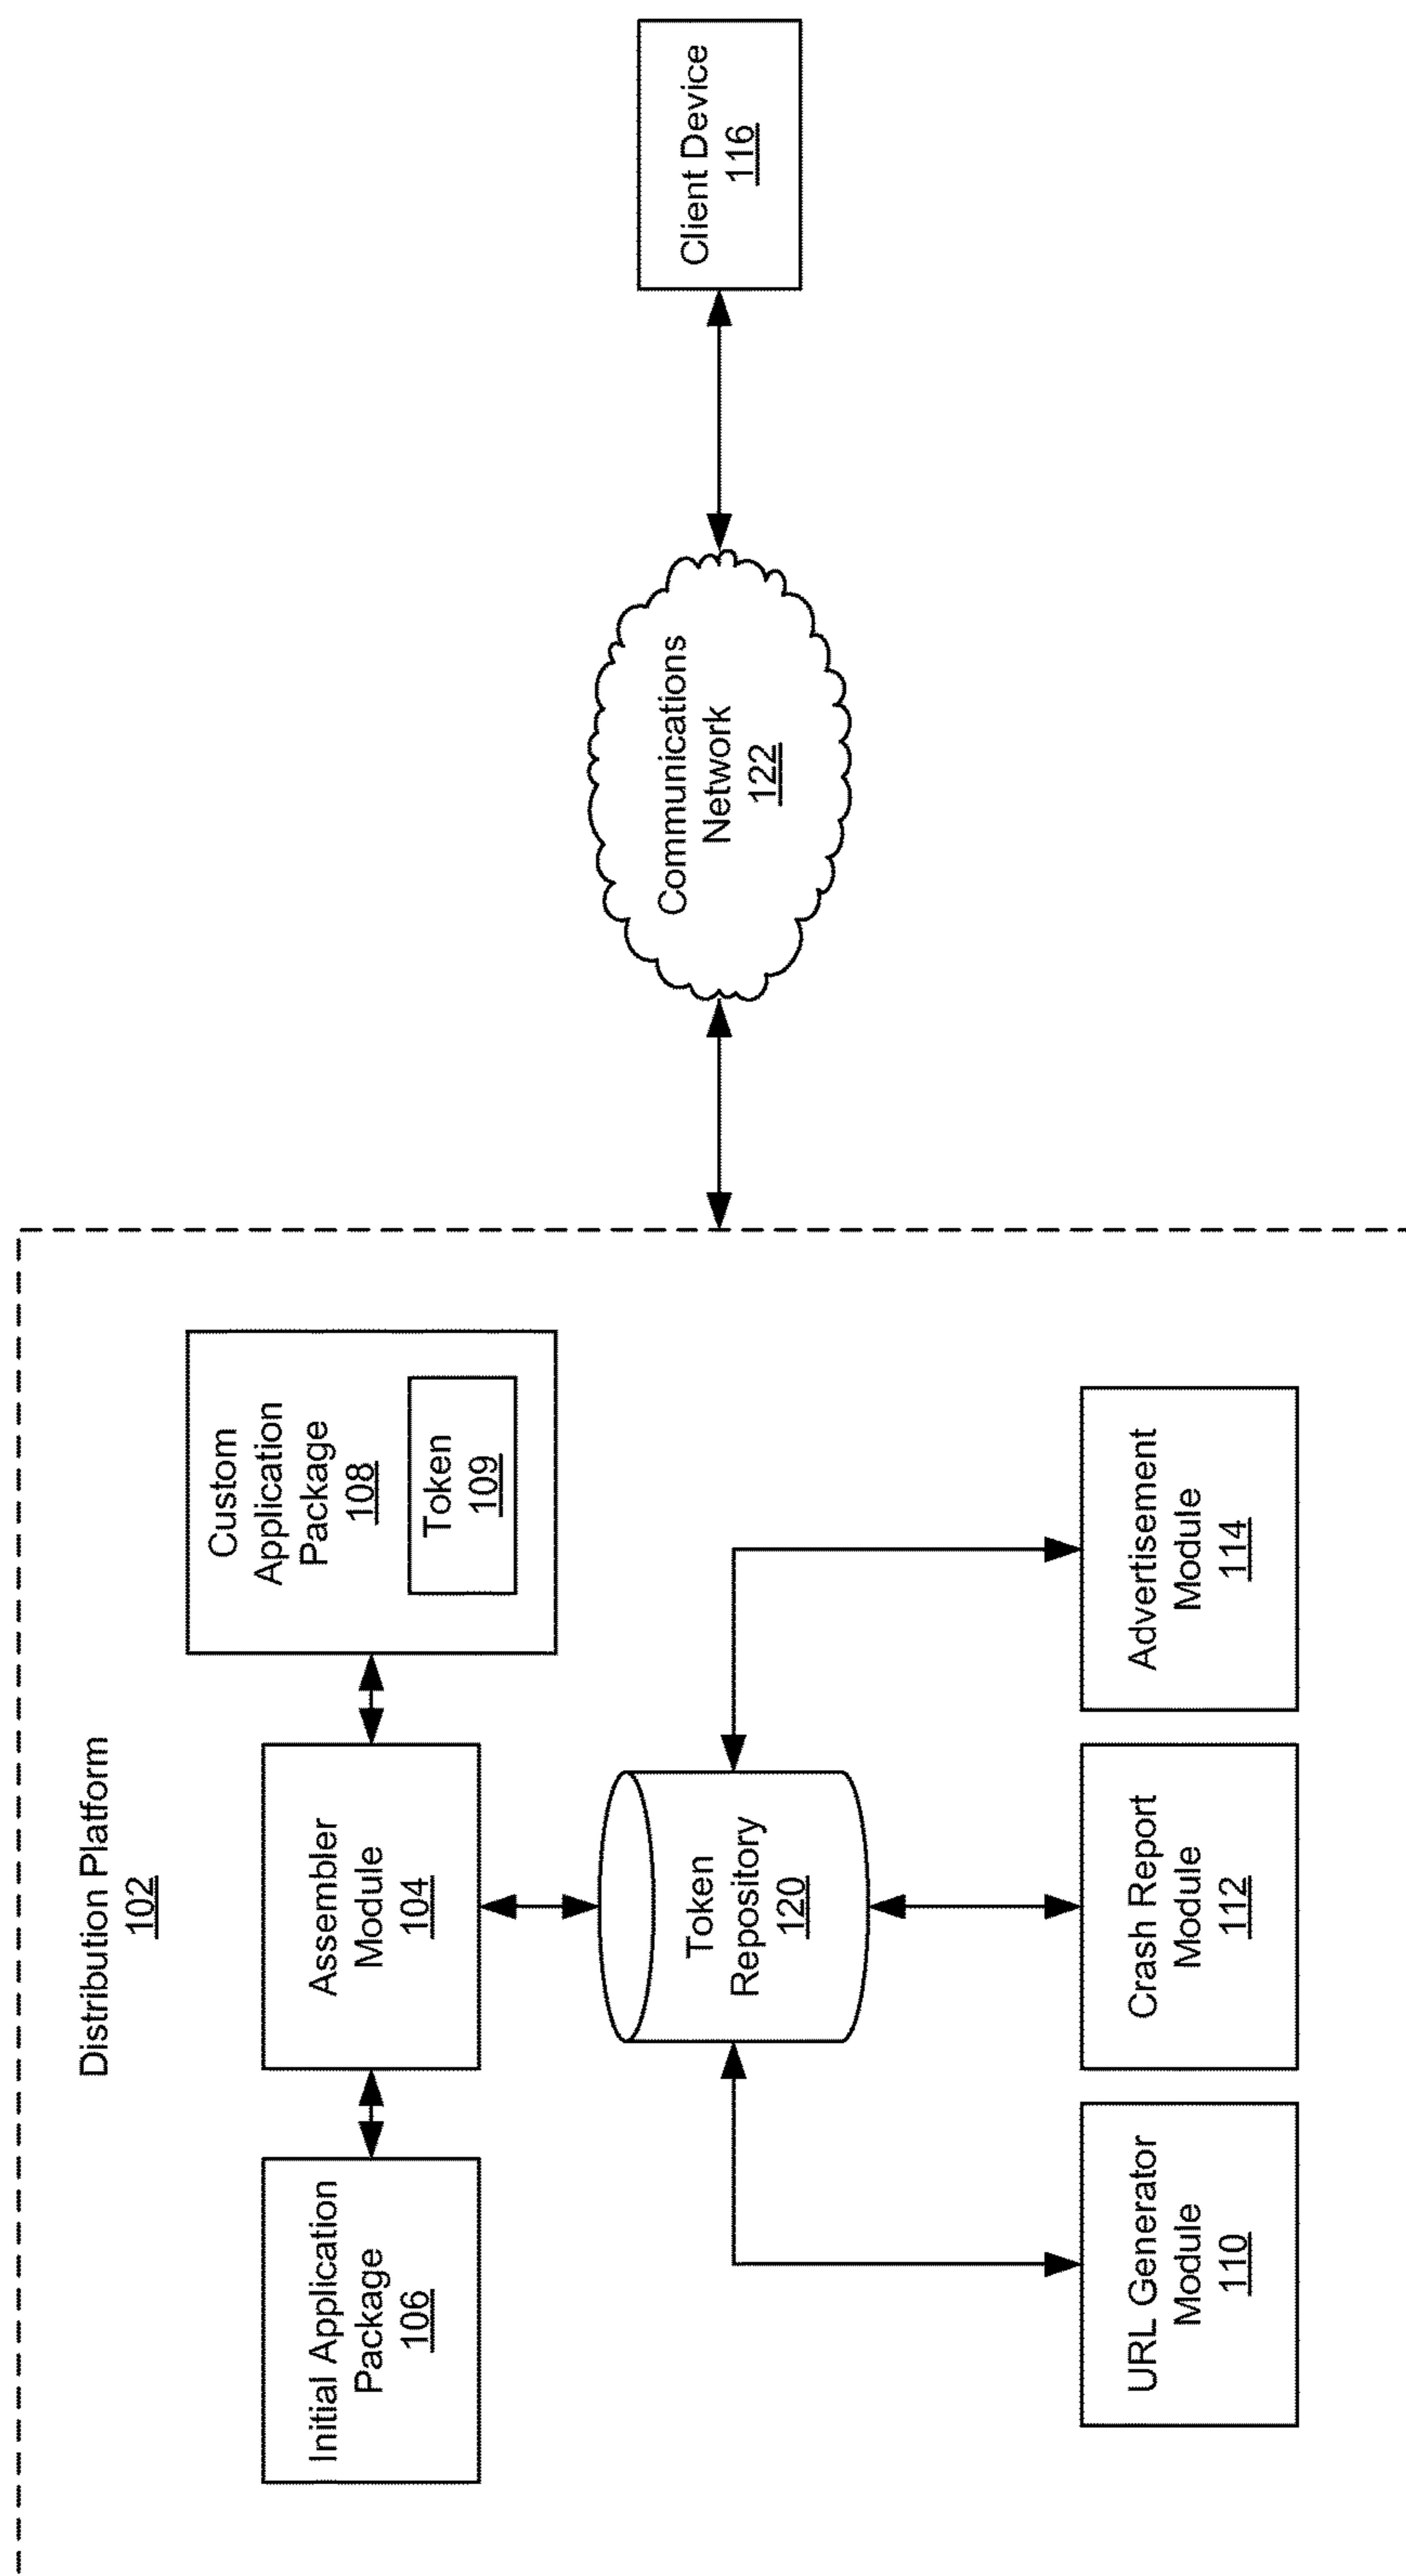 Distribution Platform
102
Initial Application
Package
106
Assembler
Module
104
Custom
Application
Package
108
Token
109
Token
Repository
120
URL Generator
Module
110
Crash Report
Module
112
Advertisement
Module
114
Communications
Network
122
Client Device
116